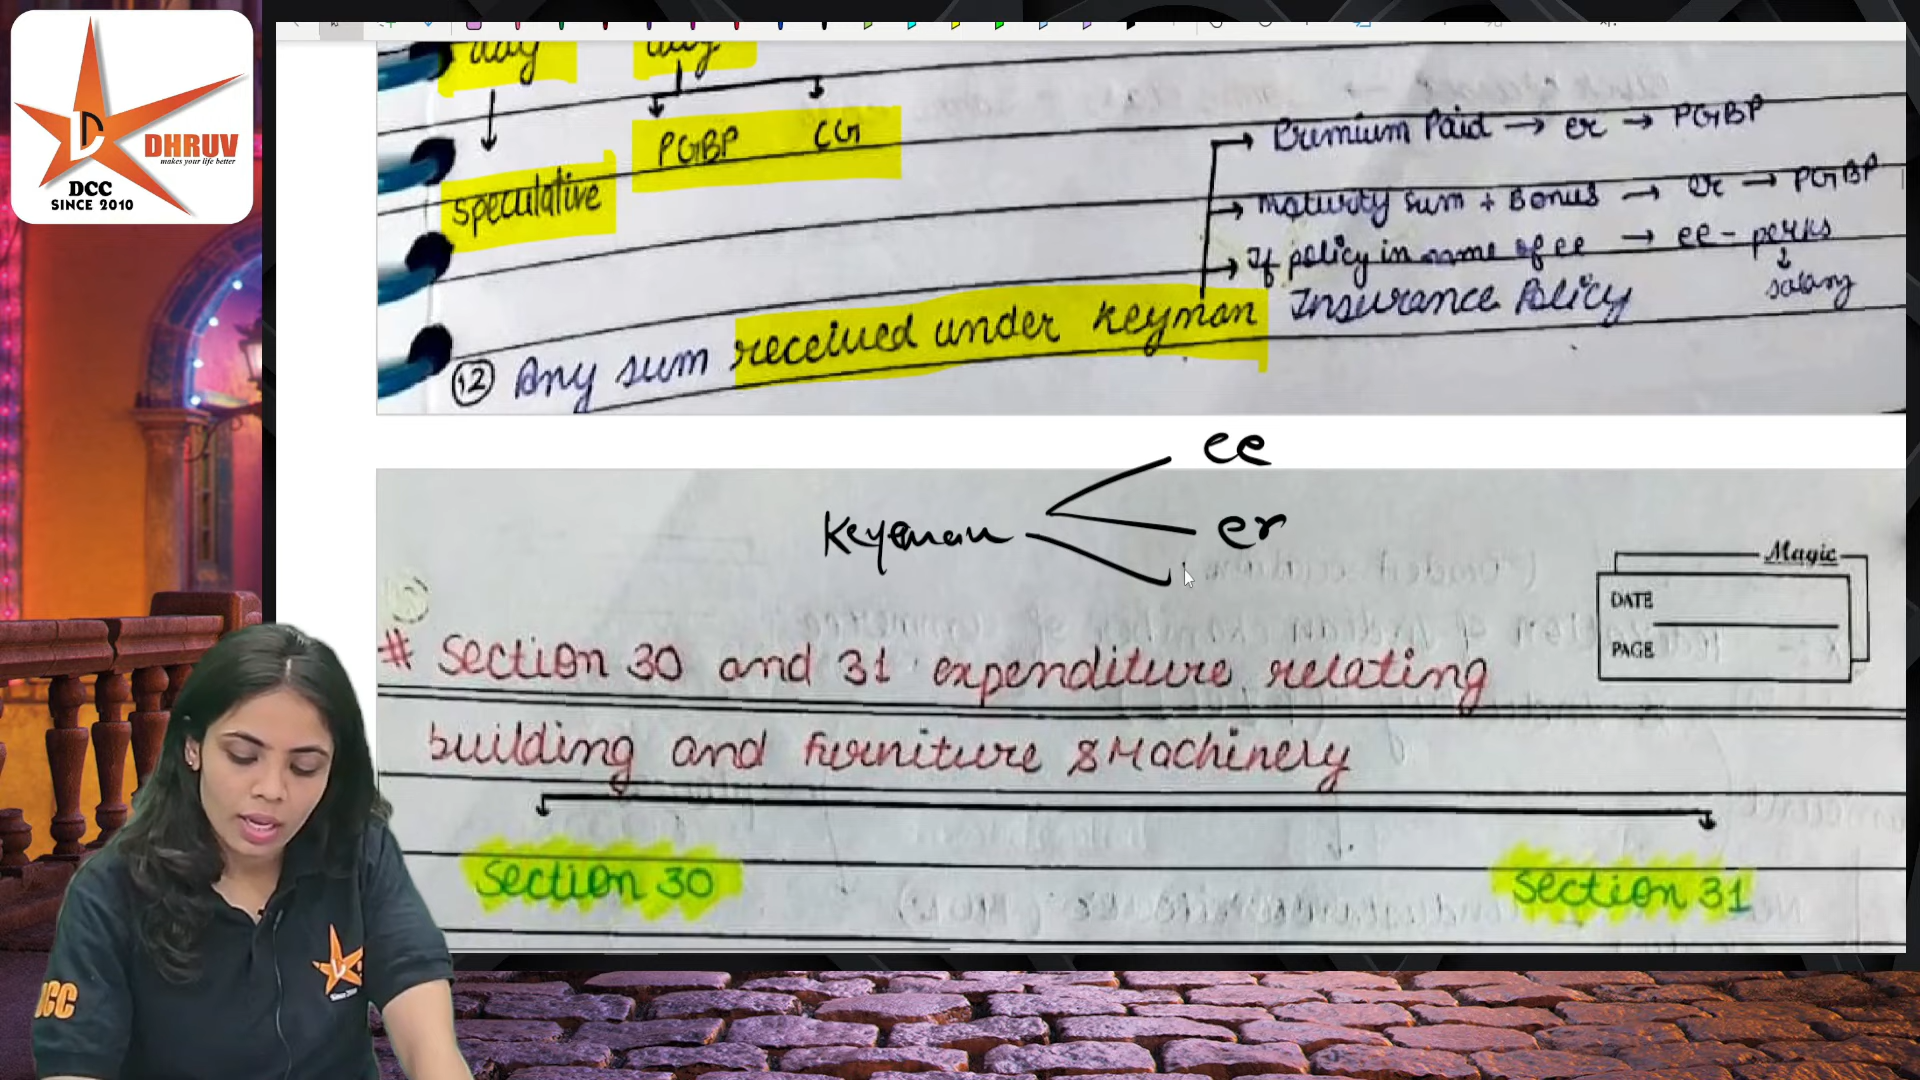 DHRUV
makes your life better
DCC
SINCE 2010
PGBP CG
speculative
Premium Paid → er → PGBP
Maturity Sum + Bonus → er → PGBP
If policy in name of ee → ee - perks
↓
salary
⑫ Any sum received under keyman Insurance Policy
ee
Keyman
er
Magic
DATE
PAGE
# Section 30 and 31 expenditure relating
building and furniture & Machinery
Section 30 Section 31
DCC